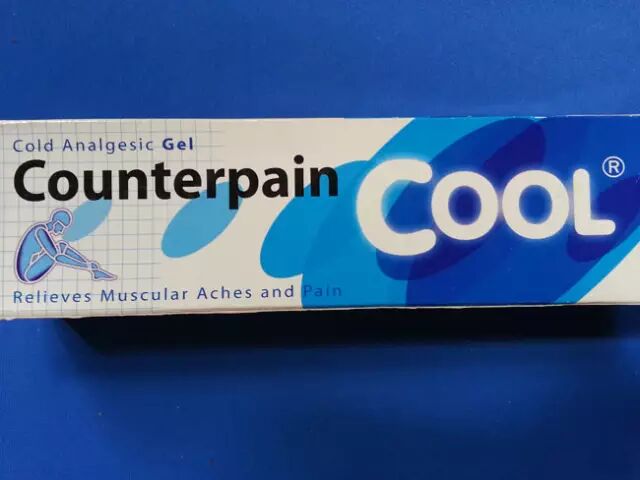 Cold Analgesic Gel
Counterpain COOL®
Relieves Muscular Aches and Pain